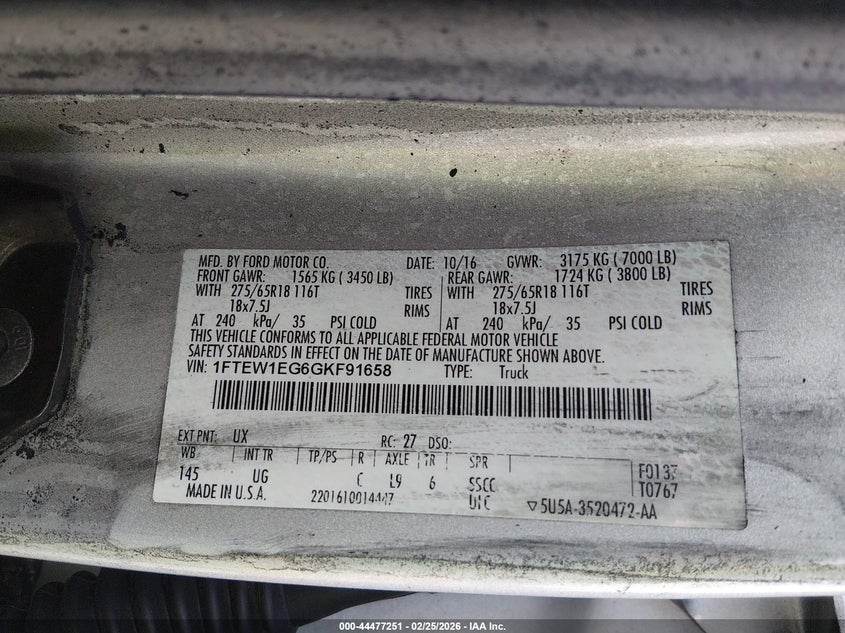 MFD. BY FORD MOTOR CO. DATE: 10/16 GVWR: 3175 KG ( 7000 LB)
FRONT GAWR: 1565 KG ( 3450 LB) REAR GAWR: 1724 KG ( 3800 LB)
WITH 275/65R18 116T TIRES WITH 275/65R18 116T TIRES
18x7.5J RIMS 18x7.5J RIMS
AT 240 kPa/ 35 PSI COLD AT 240 kPa/ 35 PSI COLD
THIS VEHICLE CONFORMS TO ALL APPLICABLE FEDERAL MOTOR VEHICLE
SAFETY STANDARDS IN EFFECT ON THE DATE OF MANUFACTURE SHOWN ABOVE.
VIN: 1FTEW1EG6GKF91658 TYPE: Truck
EXT PNT: UX RC: 27 DSO:
WB INT TR TP/PS R AXLE TR SPR
145 UG C L9 6 SSCC F0137
T0767
MADE IN U.S.A. 2201610014447 UIC ▽5U5A-3520472-AA
000-44477251 - 02/25/2026 - IAA Inc.